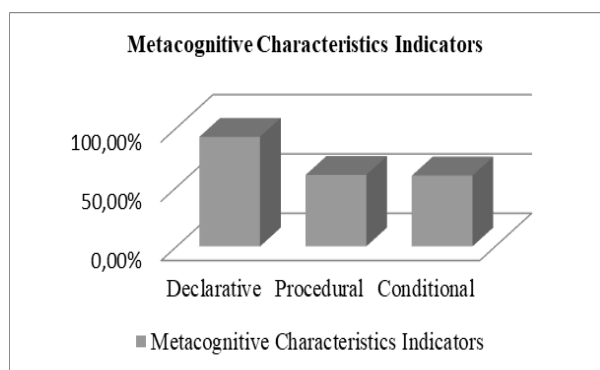 Metacognitive Characteristics Indicators
100,00%
50,00%
0,00%
Declarative Procedural Conditional
Metacognitive Characteristics Indicators